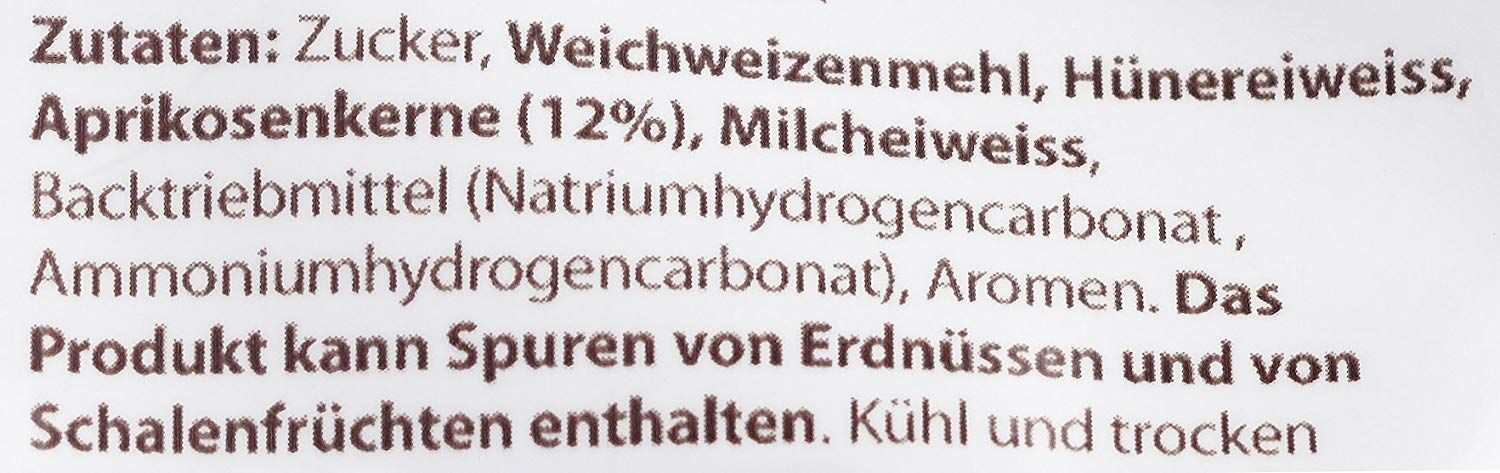 Zutaten: Zucker, Weichweizenmehl, Hünereiweiss,
Aprikosenkerne (12%), Milcheiweiss,
Backtriebmittel (Natriumhydrogencarbonat ,
Ammoniumhydrogencarbonat), Aromen. Das
Produkt kann Spuren von Erdnüssen und von
Schalenfrüchten enthalten. Kühl und trocken